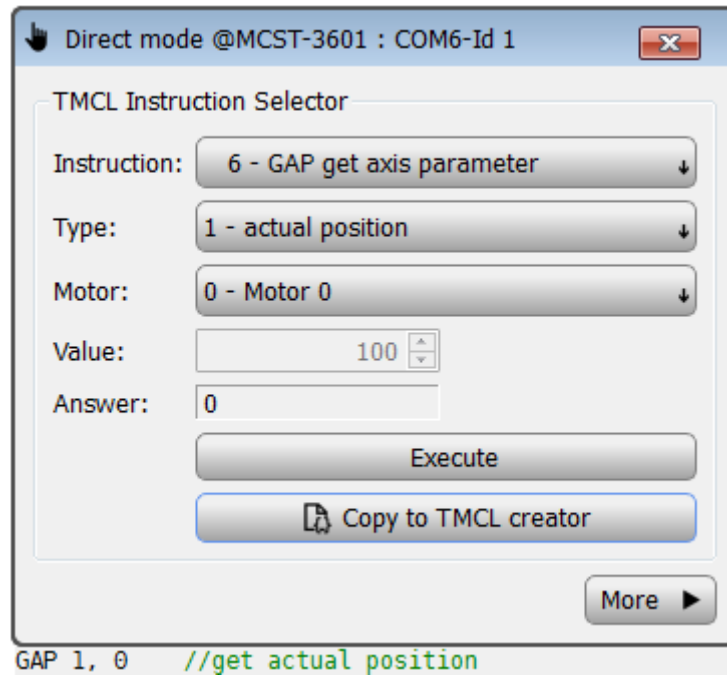 Direct mode @MCST-3601 : COM6-Id 1
TMCL Instruction Selector
Instruction: 6 - GAP get axis parameter
Type: 1 - actual position
Motor: 0 - Motor 0
Value: 100
Answer: 0
Execute
Copy to TMCL creator
More
GAP 1, 0 //get actual position